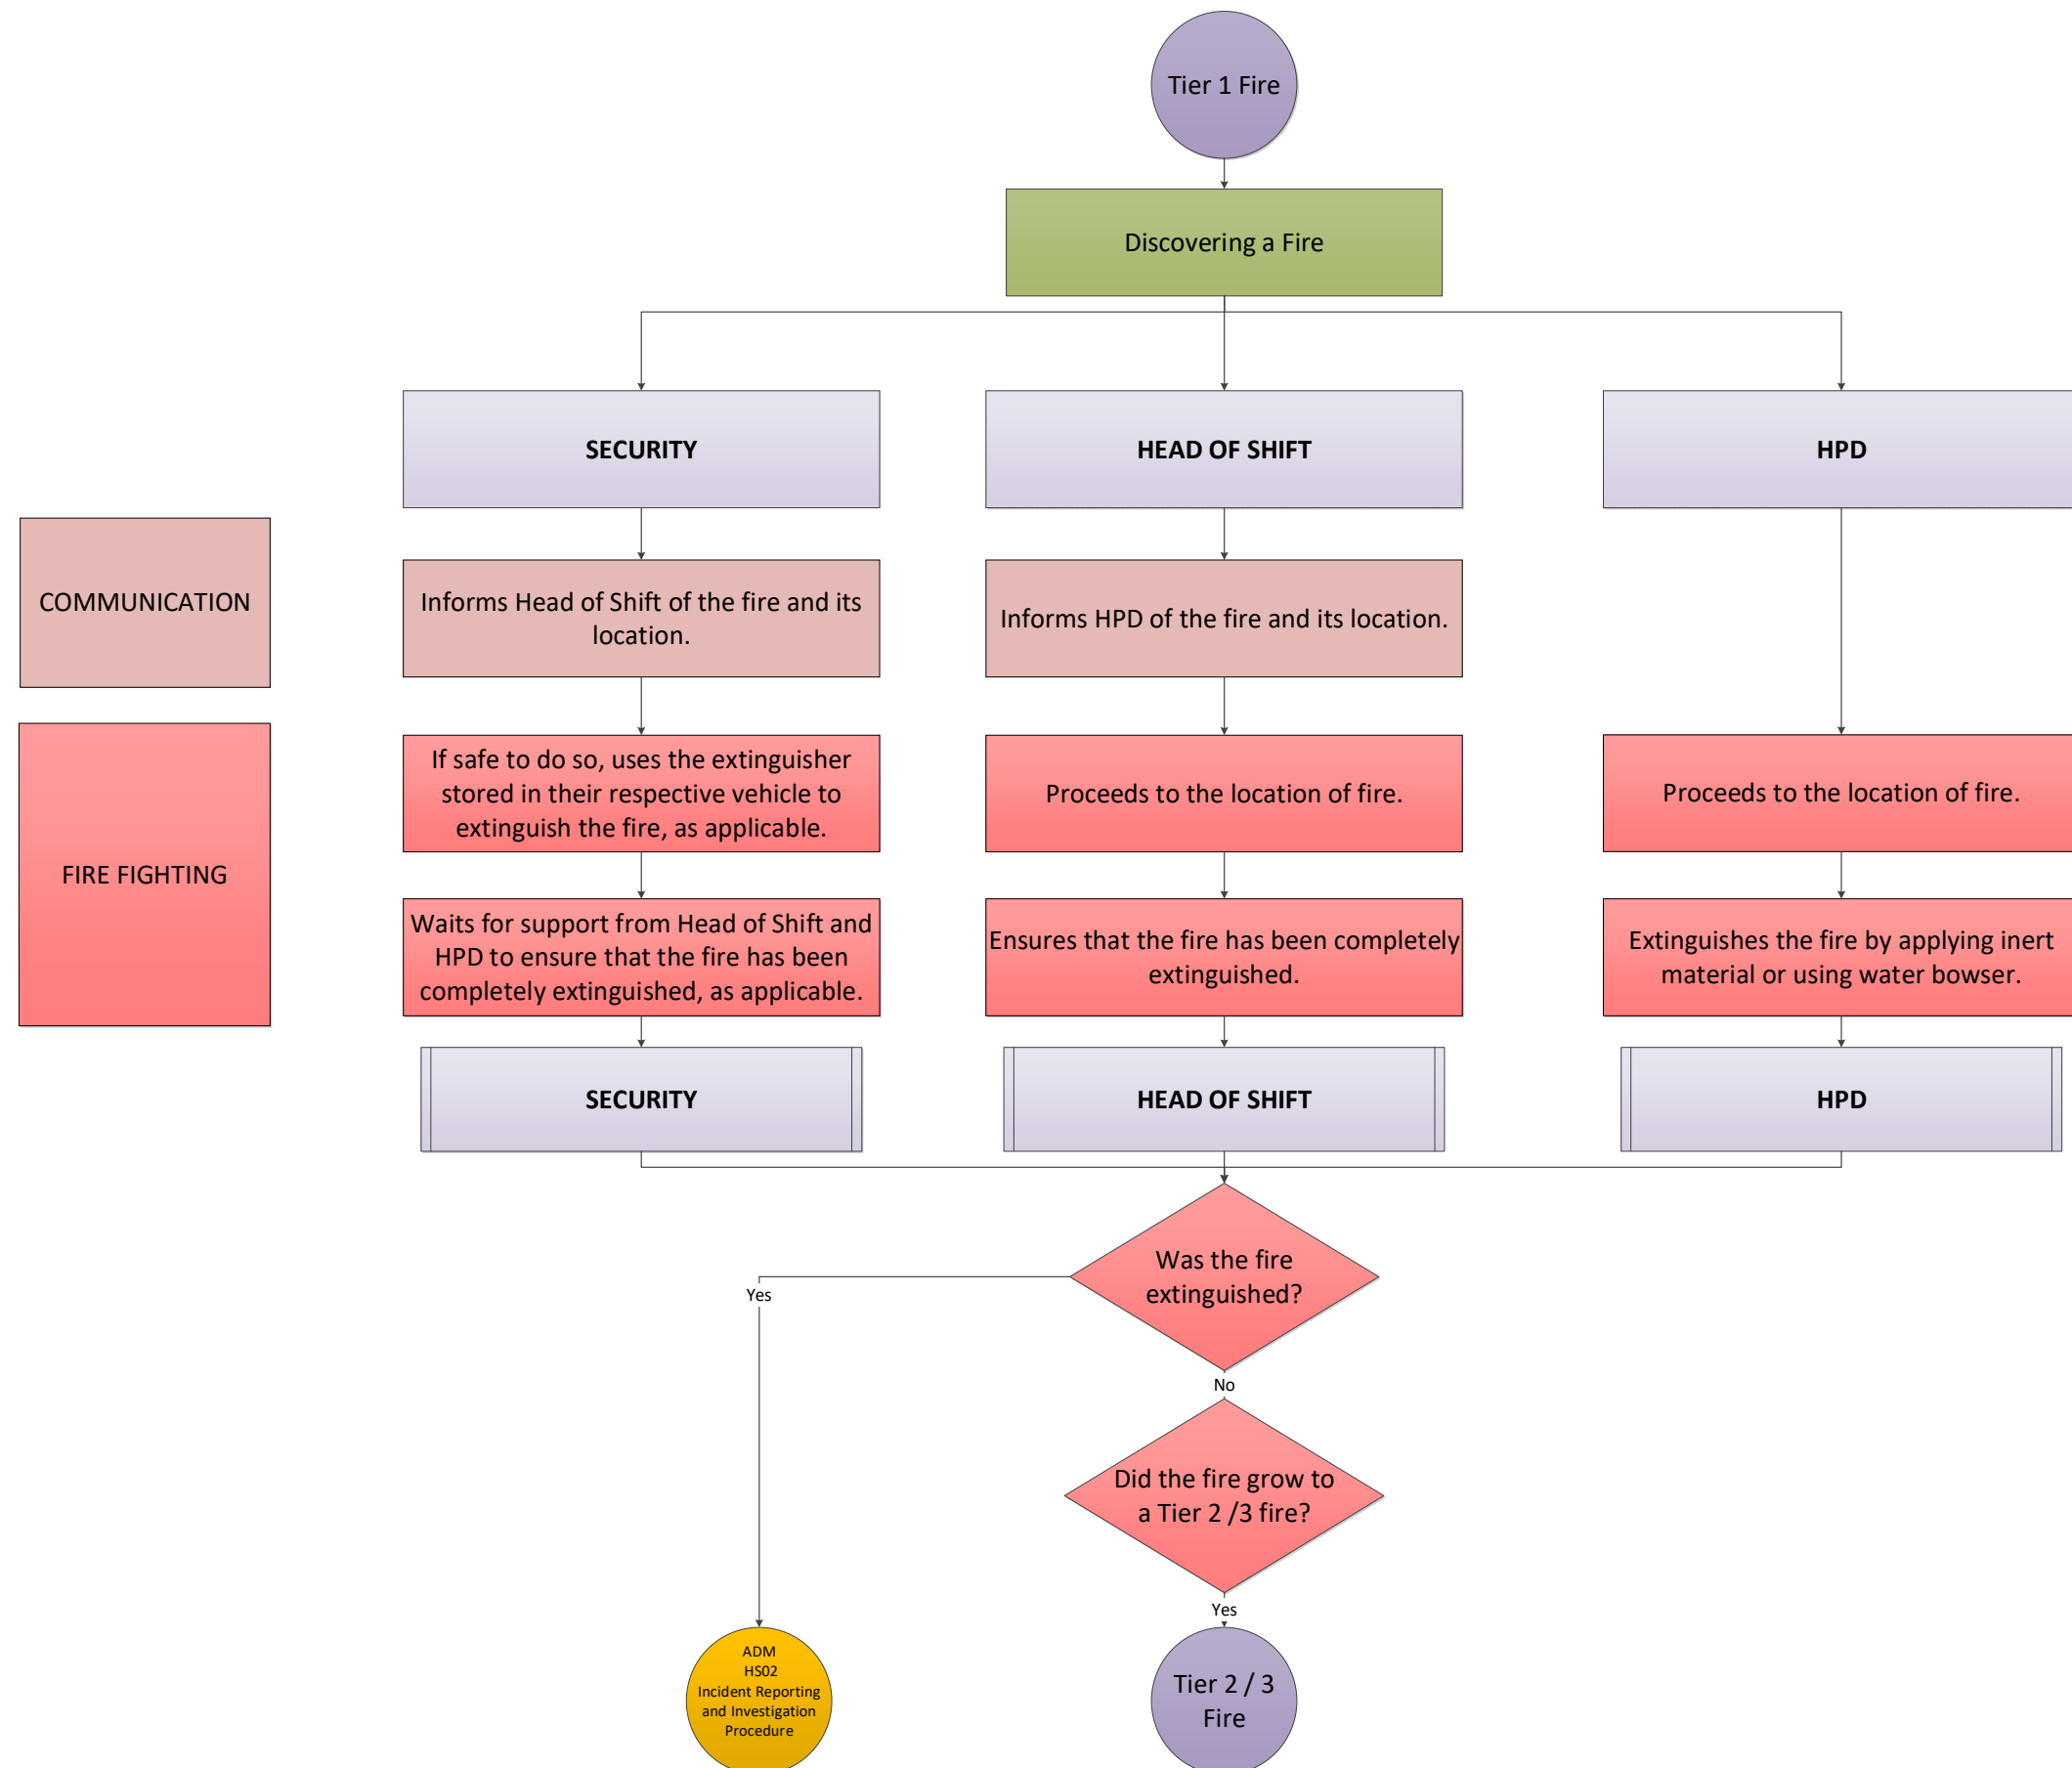 Tier 1 Fire
Discovering a Fire
SECURITY
HEAD OF SHIFT
HPD
COMMUNICATION
Informs Head of Shift of the fire and its
location.
Informs HPD of the fire and its location.
FIRE FIGHTING
If safe to do so, uses the extinguisher
stored in their respective vehicle to
extinguish the fire, as applicable.
Proceeds to the location of fire.
Proceeds to the location of fire.
Waits for support from Head of Shift and
HPD to ensure that the fire has been
completely extinguished, as applicable.
Ensures that the fire has been completely
extinguished.
Extinguishes the fire by applying inert
material or using water bowser.
SECURITY
HEAD OF SHIFT
HPD
Was the fire
extinguished?
Yes
No
Did the fire grow to
a Tier 2 /3 fire?
Yes
ADM
HS02
Incident Reporting
and Investigation
Procedure
Tier 2 / 3
Fire